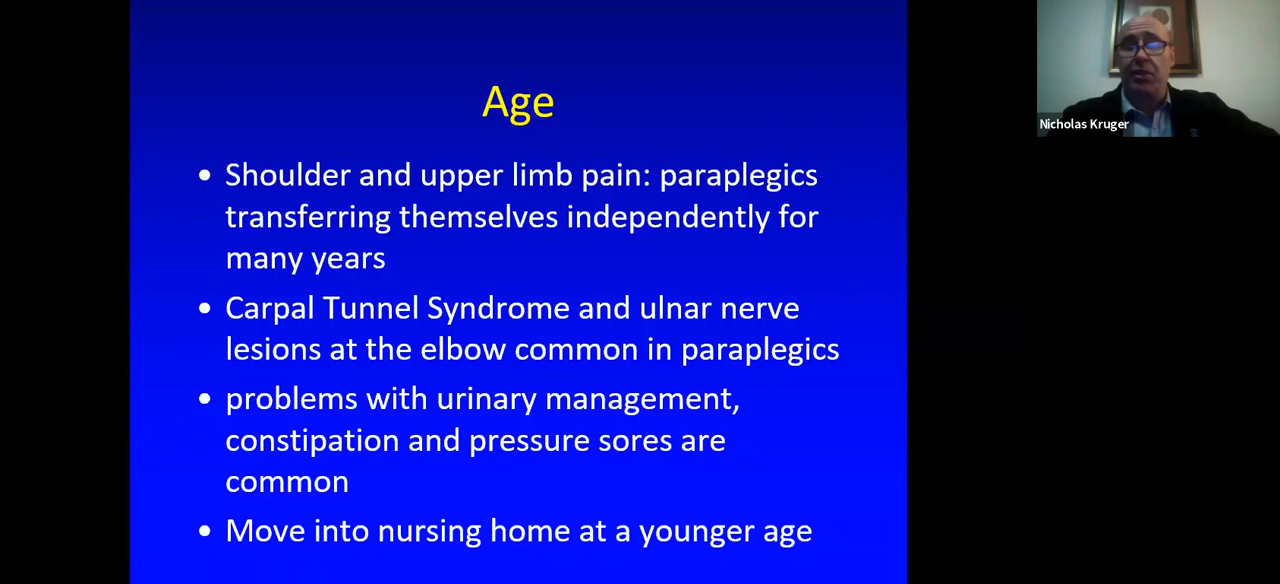 Age
• Shoulder and upper limb pain: paraplegics
transferring themselves independently for
many years
• Carpal Tunnel Syndrome and ulnar nerve
lesions at the elbow common in paraplegics
• problems with urinary management,
constipation and pressure sores are
common
• Move into nursing home at a younger age
Nicholas Kruger